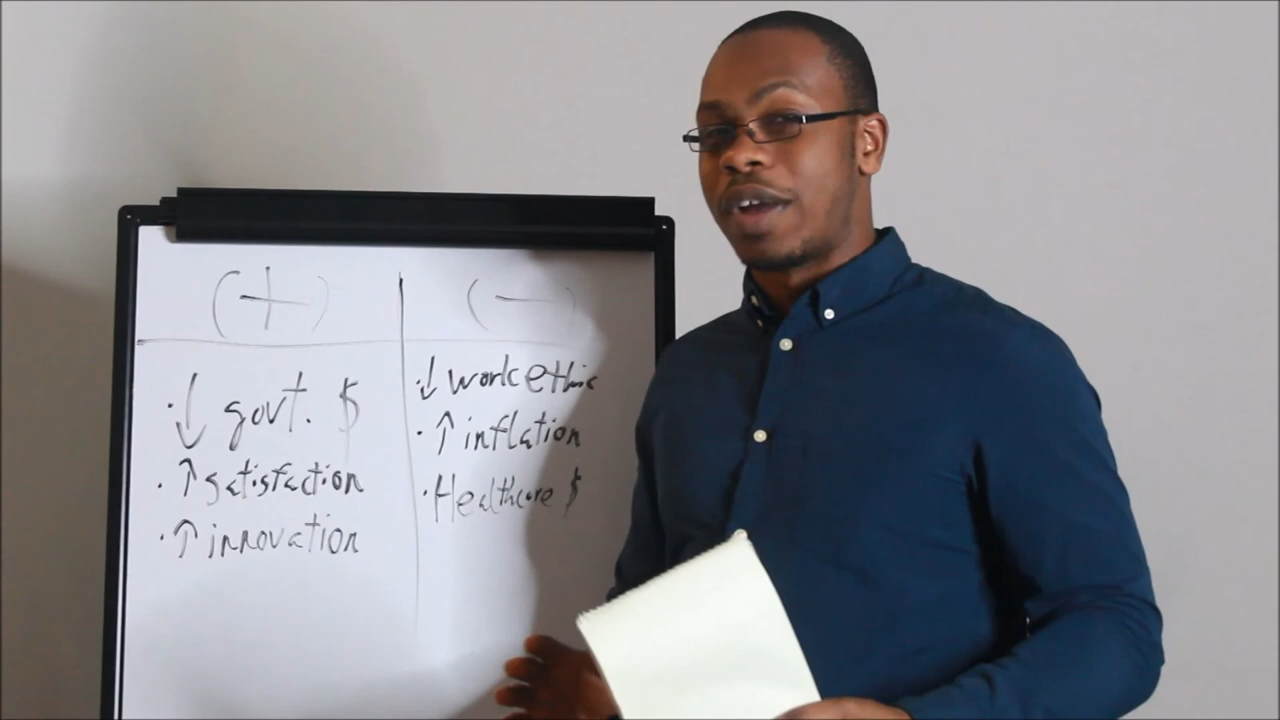 (+)
(-)
· ↓ govt. $
· ↑ satisfaction
· ↑ innovation
· ↓ work ethic
· ↑ inflation
· Healthcare $